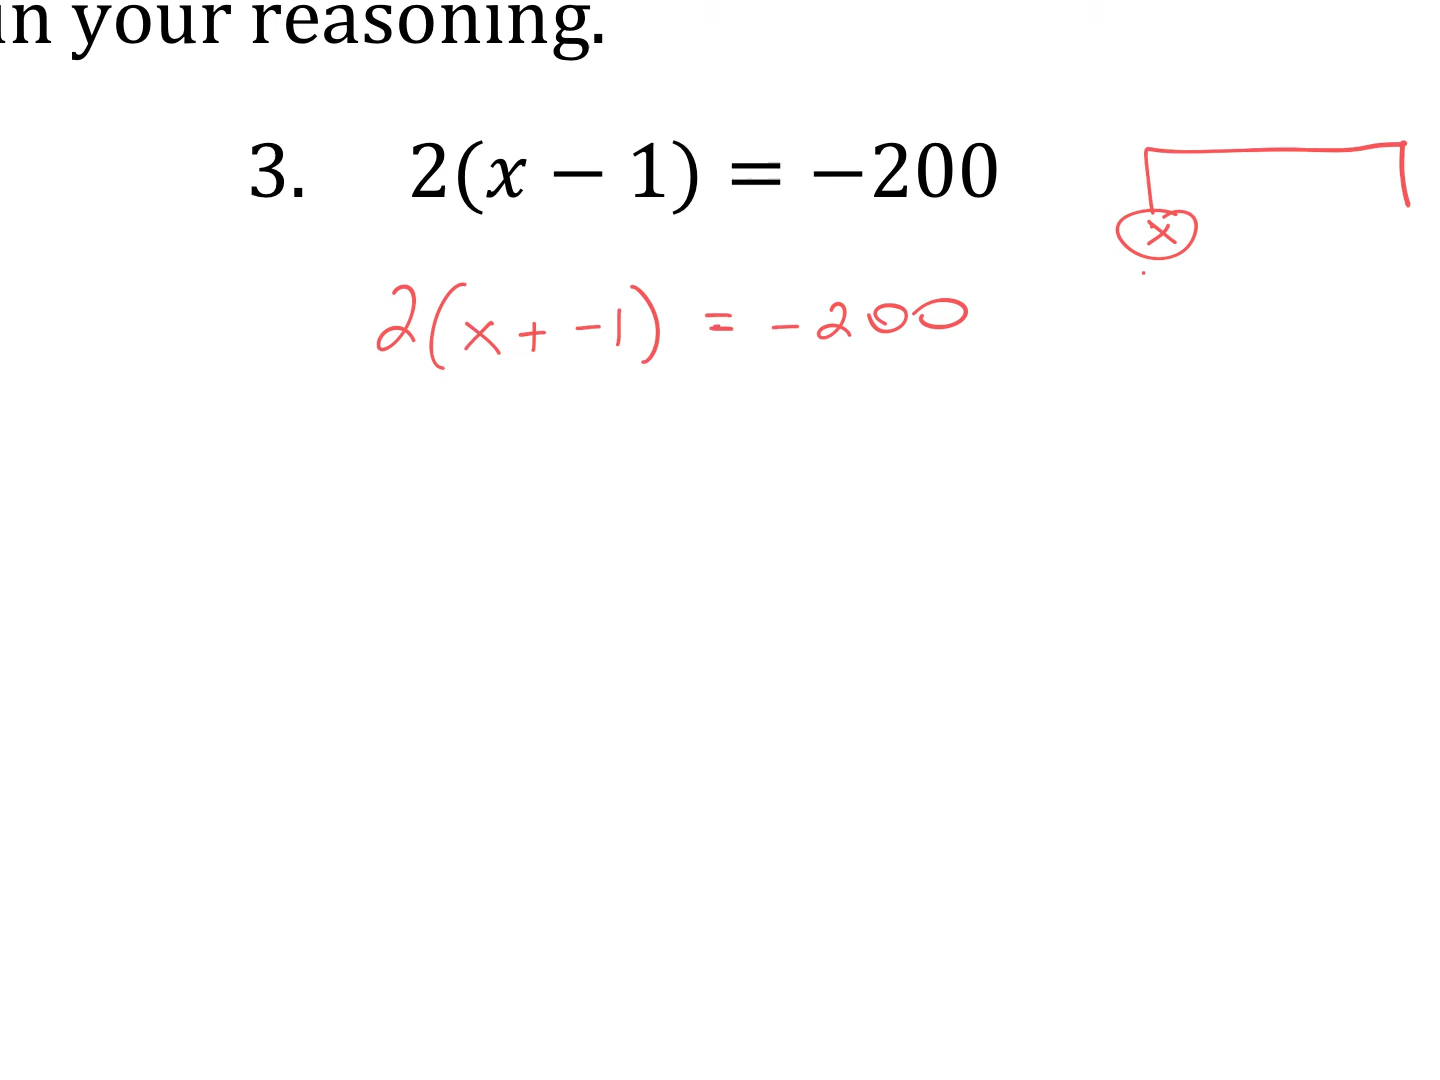 in your reasoning.
3. 2(x − 1) = −200
x
2(x + -1) = -200